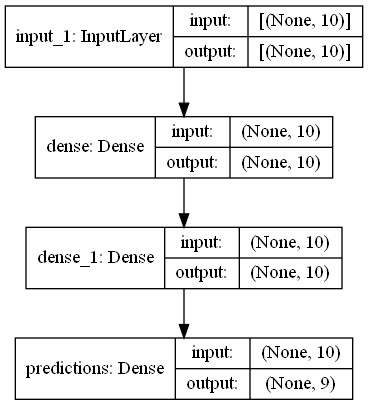 input_1: InputLayer
input: [(None, 10)]
output: [(None, 10)]
dense: Dense
input: (None, 10)
output: (None, 10)
dense_1: Dense
input: (None, 10)
output: (None, 10)
predictions: Dense
input: (None, 10)
output: (None, 9)